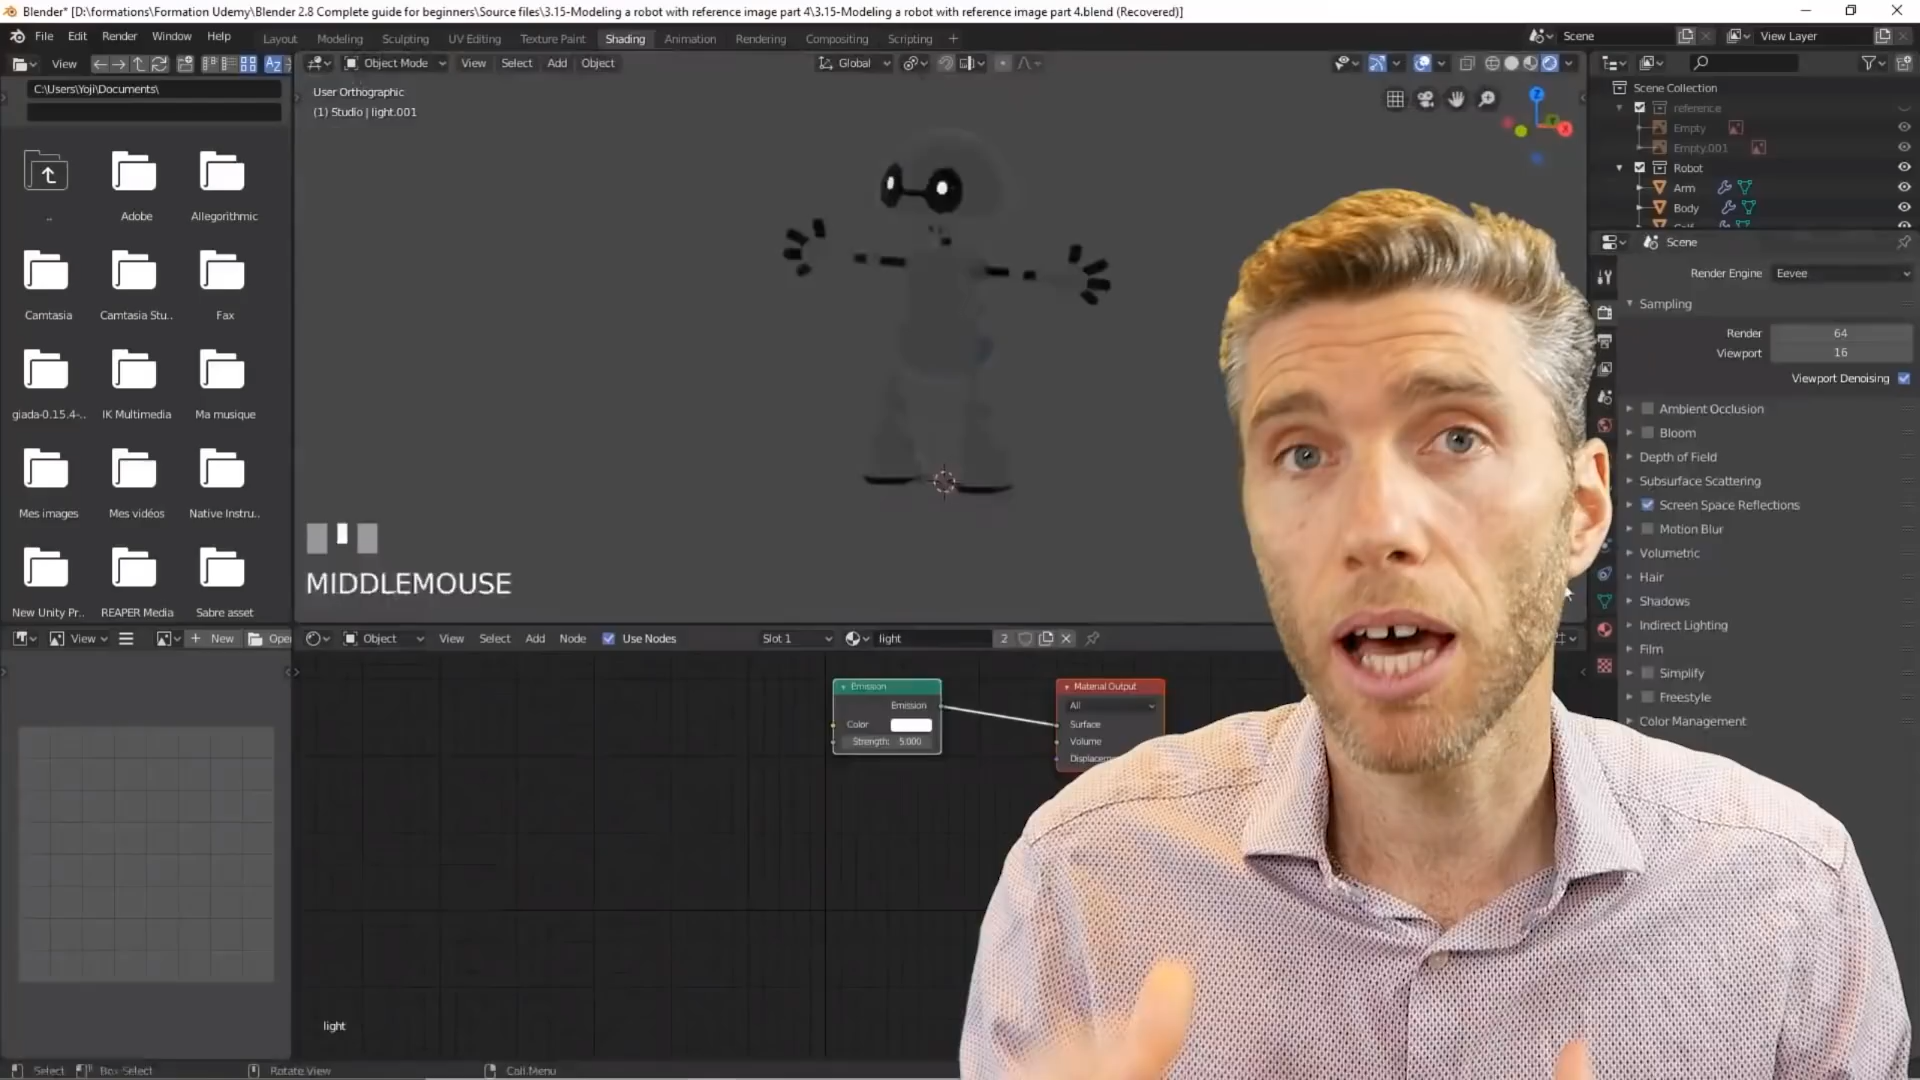 Blender* [D:\formations\Formation Udemy\Blender 2.8 Complete guide for beginners\Source files\3.15-Modeling a robot with reference image part 4\3.15-Modeling a robot with reference image part 4.blend (Recovered)]
File Edit Render Window Help Layout Modeling Sculpting UV Editing Texture Paint Shading Animation Rendering Compositing Scripting + Scene View Layer
View Az Object Mode View Select Add Object Global
C:\Users\Yoji\Documents\
User Orthographic
(1) Studio | light.001
..
Adobe
Allegorithmic
Camtasia
Camtasia Stu..
Fax
giada-0.15.4-..
IK Multimedia
Ma musique
Mes images
Mes vidéos
Native Instru..
New Unity Pr..
REAPER Media
Sabre asset
MIDDLEMOUSE
Z
X
Scene Collection
reference
Empty
Empty.001
Robot
Arm
Body
Scene
Render Engine Eevee
Sampling
Render 64
Viewport 16
Viewport Denoising
Ambient Occlusion
Bloom
Depth of Field
Subsurface Scattering
Screen Space Reflections
Motion Blur
Volumetric
Hair
Shadows
Indirect Lighting
Film
Simplify
Freestyle
Color Management
View + New Open
Object View Select Add Node Use Nodes Slot 1 light 2
Emission
Emission
Color
Strength: 5.000
Material Output
All
Surface
Volume
light
Select Box Select Rotate View Call Menu